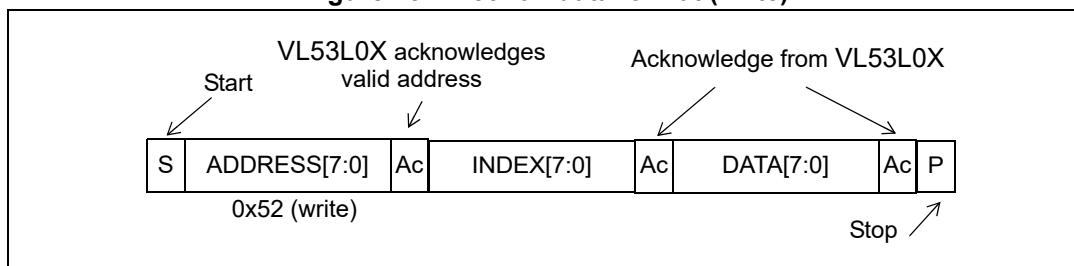 VL53L0X acknowledges
valid address
Acknowledge from VL53L0X
Start
S ADDRESS[7:0] Ac INDEX[7:0] Ac DATA[7:0] Ac P
0x52 (write)
Stop